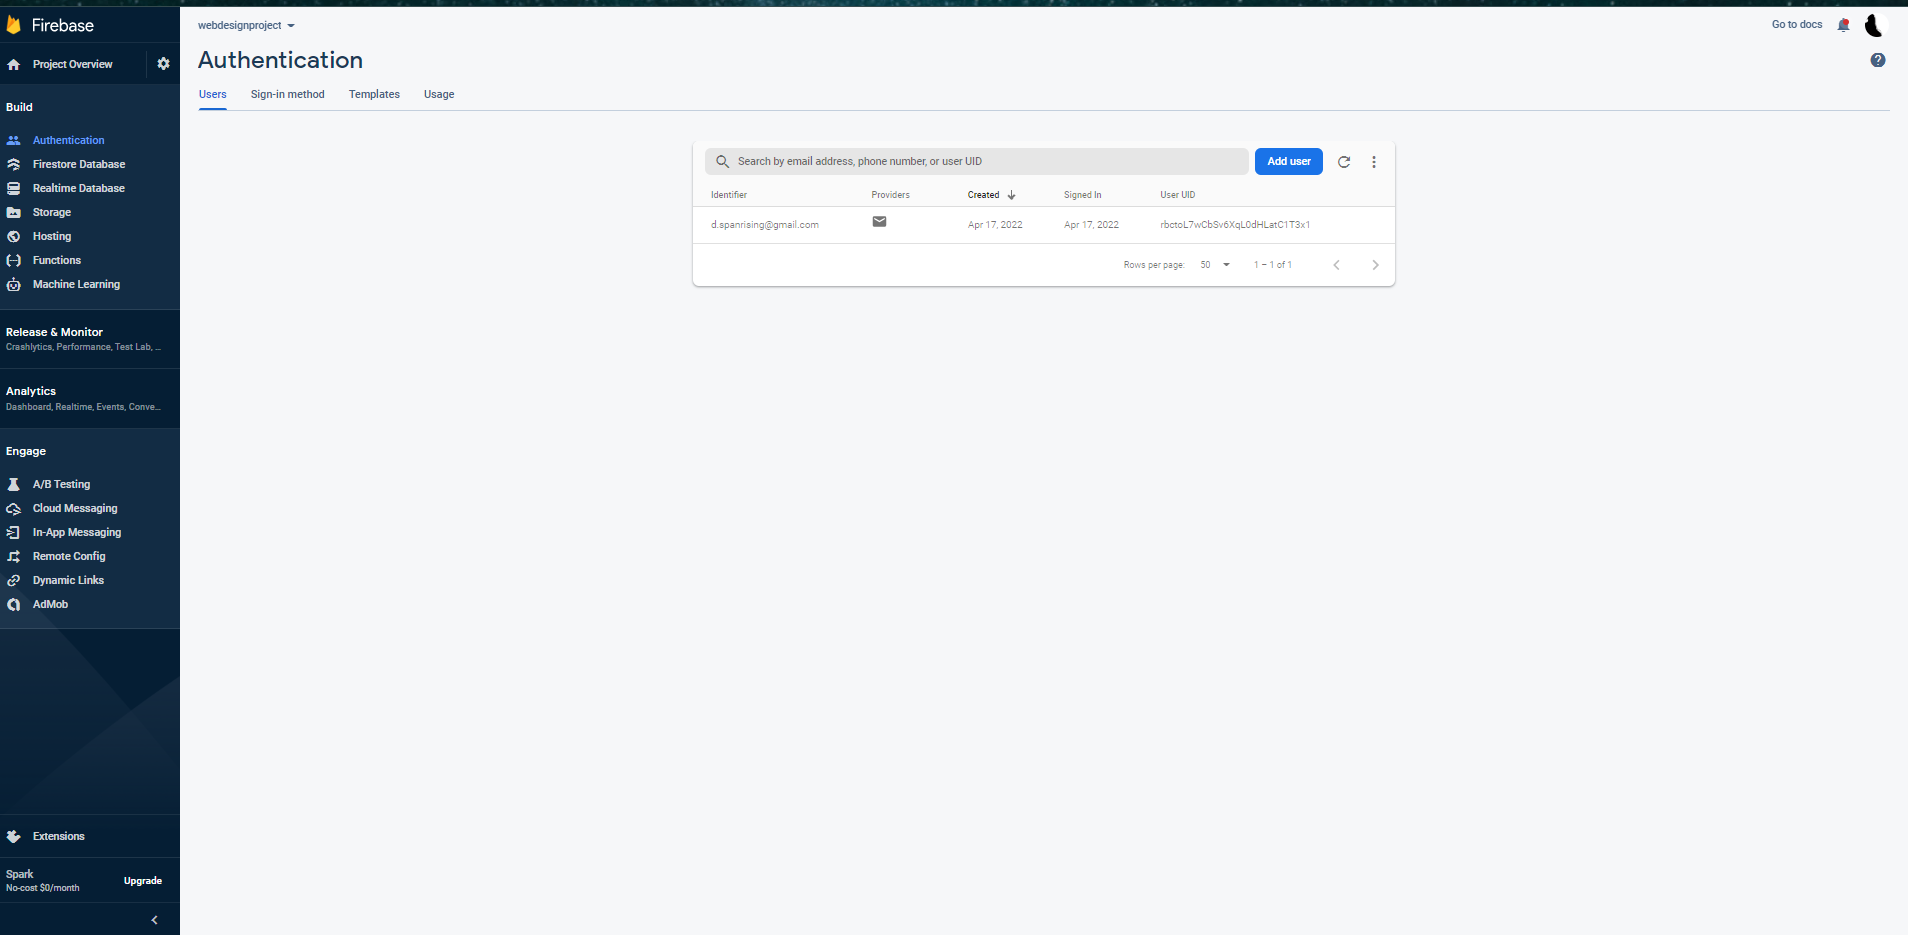 Firebase
Project Overview
Build
Authentication
Firestore Database
Realtime Database
Storage
Hosting
Functions
Machine Learning
Release & Monitor
Crashlytics, Performance, Test Lab, ...
Analytics
Dashboard, Realtime, Events, Conve...
Engage
A/B Testing
Cloud Messaging
In-App Messaging
Remote Config
Dynamic Links
AdMob
Extensions
Spark
No-cost $0/month
Upgrade
webdesignproject
Go to docs
Authentication
Users Sign-in method Templates Usage
Search by email address, phone number, or user UID
Add user
Identifier Providers Created Signed In User UID
d.spanrising@gmail.com Apr 17, 2022 Apr 17, 2022 rbctoL7wCbSv6XqL0dHLatC1T3x1
Rows per page: 50 1 – 1 of 1